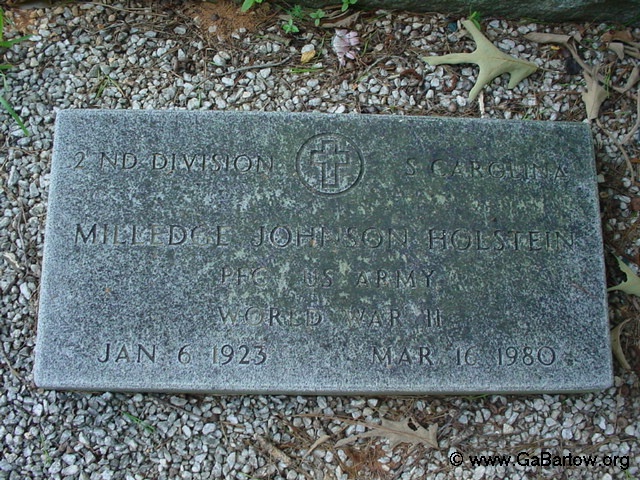 2 ND DIVISION S CAROLINA
MILLEDGE JOHNSON HOLSTEIN
PFC US ARMY
WORLD WAR II
JAN 6 1923 MAR 16 1980
© www.GaBartow.org